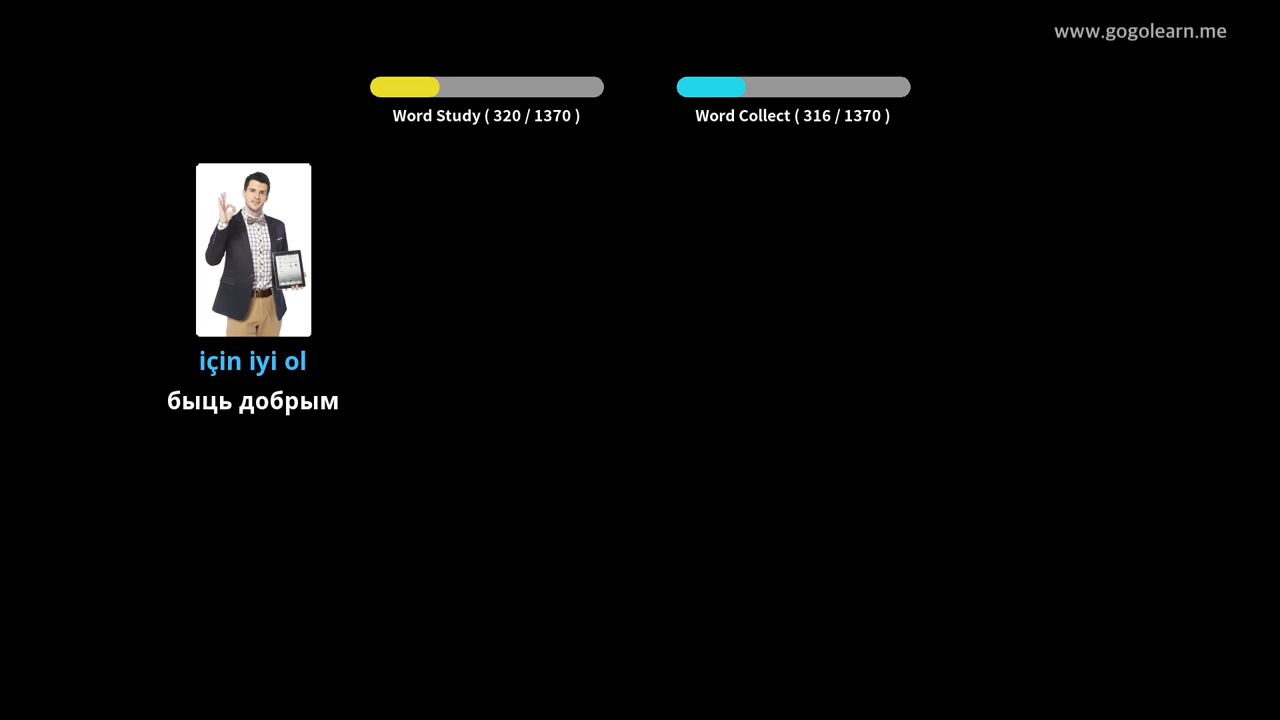 www.gogolearn.me
Word Study ( 320 / 1370 )
Word Collect ( 316 / 1370 )
için iyi ol
быць добрым